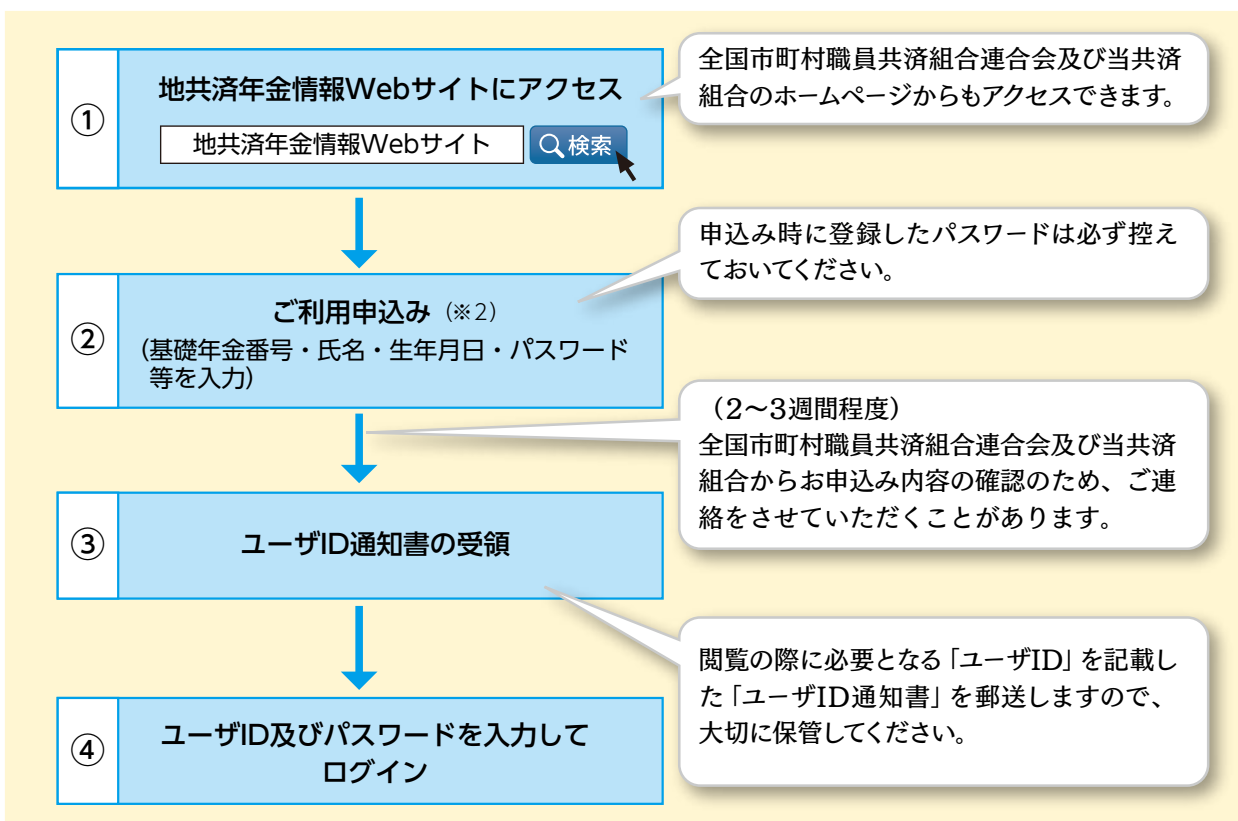 ①
地共済年金情報Webサイトにアクセス
地共済年金情報Webサイト
検索
全国市町村職員共済組合連合会及び当共済
組合のホームページからもアクセスできます。
申込み時に登録したパスワードは必ず控え
ておいてください。
②
ご利用申込み（※2）
(基礎年金番号・氏名・生年月日・パスワード
等を入力)
（2～3週間程度）
全国市町村職員共済組合連合会及び当共済
組合からお申込み内容の確認のため、ご連
絡をさせていただくことがあります。
③
ユーザID通知書の受領
閲覧の際に必要となる「ユーザID」を記載し
た「ユーザID通知書」を郵送しますので、
大切に保管してください。
④
ユーザID及びパスワードを入力して
ログイン